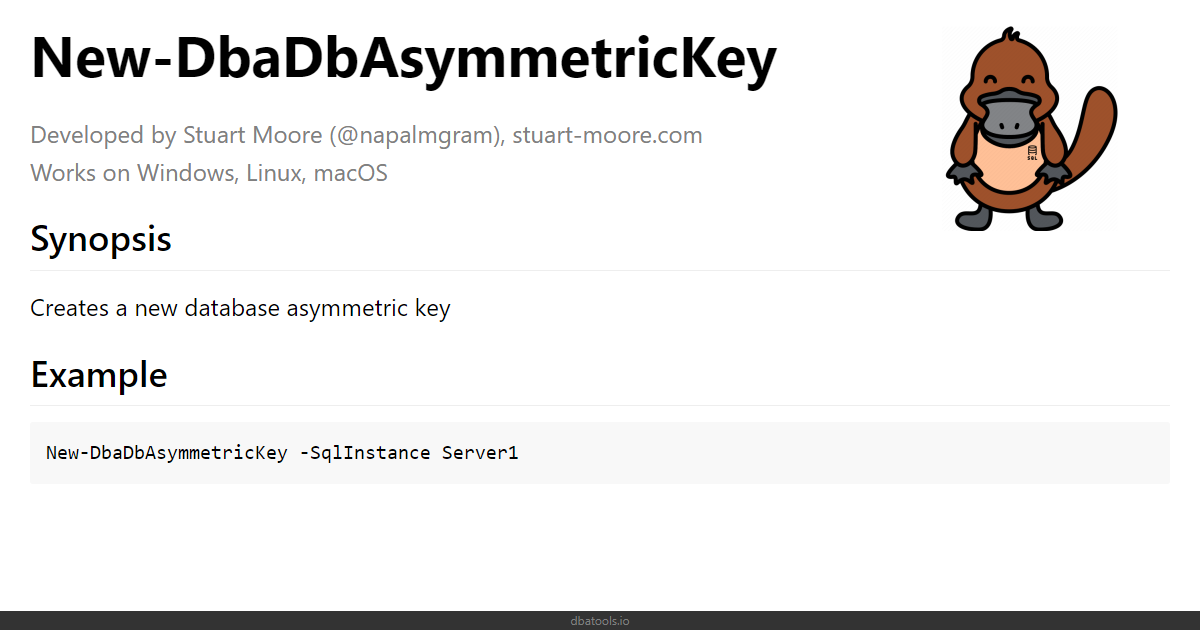 New-DbaDbAsymmetricKey
Developed by Stuart Moore (@napalmgram), stuart-moore.com
Works on Windows, Linux, macOS
SQL
Synopsis
Creates a new database asymmetric key
Example
New-DbaDbAsymmetricKey -SqlInstance Server1
dbatools.io